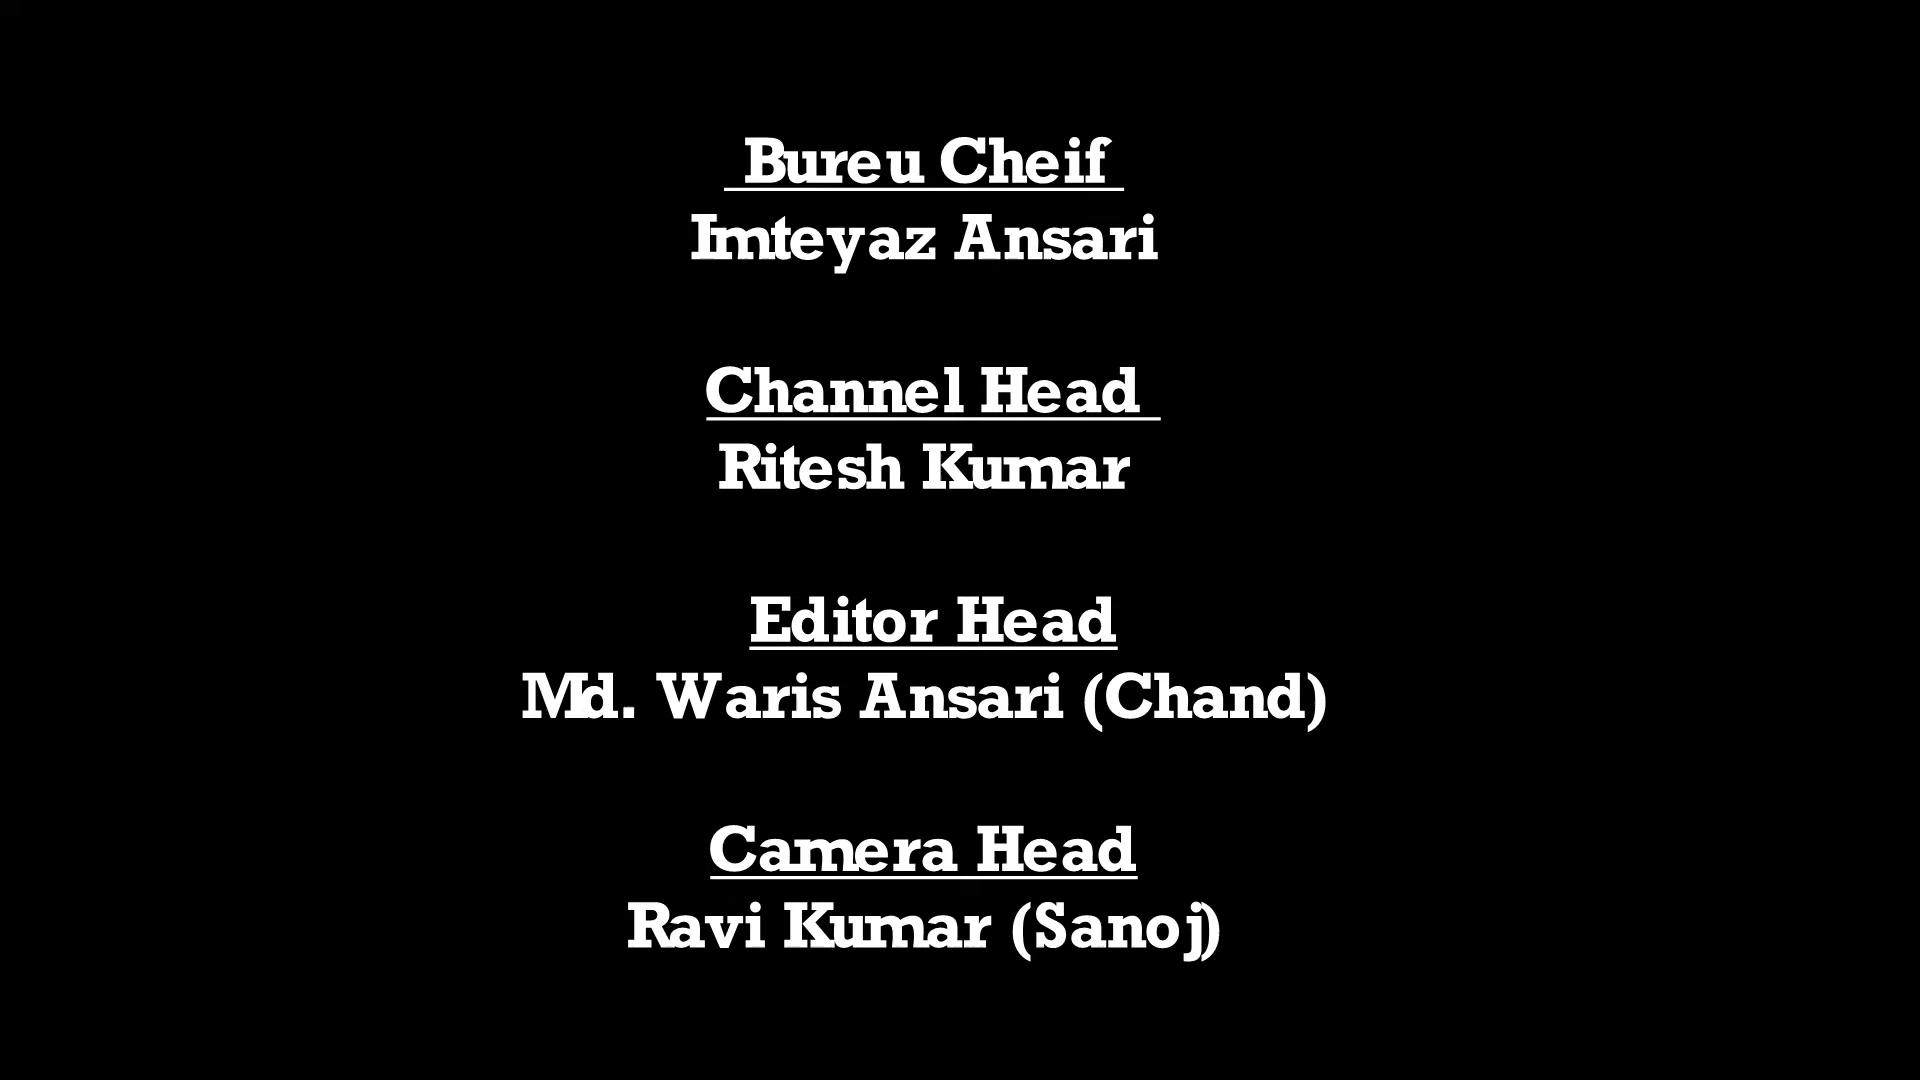 Bureu Cheif
Imteyaz Ansari
Channel Head
Ritesh Kumar
Editor Head
Md. Waris Ansari (Chand)
Camera Head
Ravi Kumar (Sanoj)